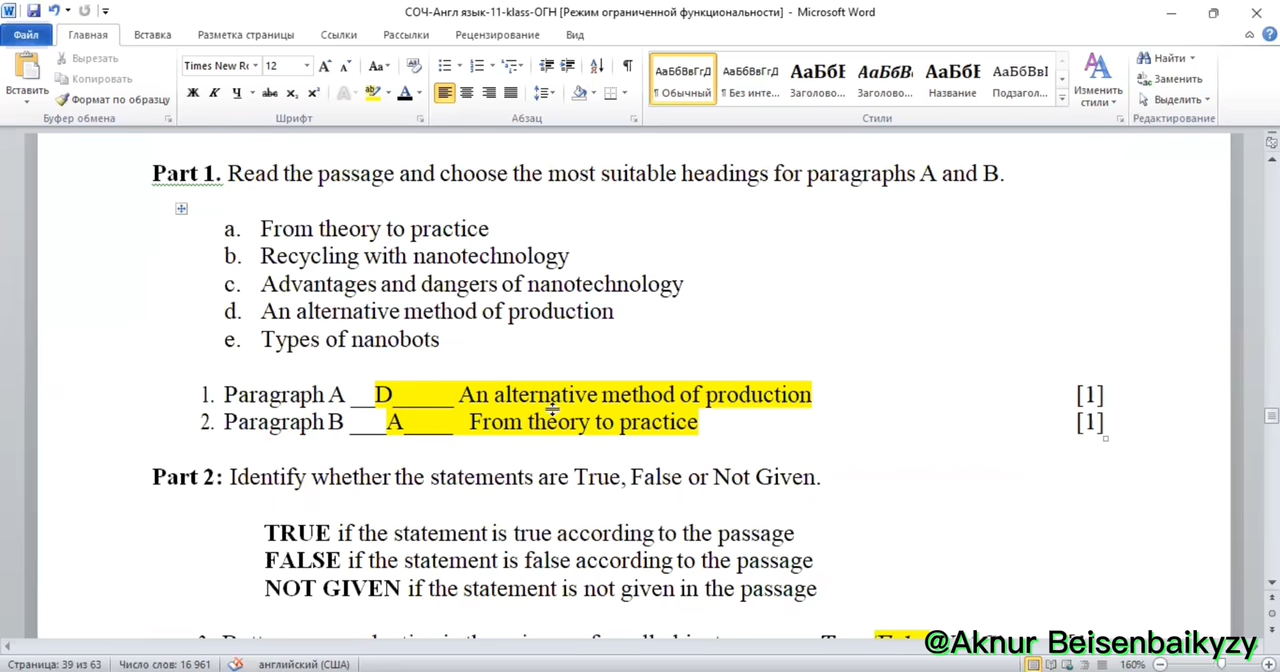 СОЧ-Англ язык-11-klass-ОГН [Режим ограниченной функциональности] - Microsoft Word
Файл Главная Вставка Разметка страницы Ссылки Рассылки Рецензирование Вид
Вставить
Вырезать
Копировать
Формат по образцу
Буфер обмена
Times New Ro 12
Ж К Ч abc x₂ x²
Шрифт
Абзац
АаБбВвГгД АаБбВвГгД АаБбЕ АаБбВ АаБбЕ АаБбВвІ
¶ Обычный ¶ Без инте... Заголово... Заголово... Название Подзагол...
Стили
Изменить стили
Найти
Заменить
Выделить
Редактирование
Part 1. Read the passage and choose the most suitable headings for paragraphs A and B.
a. From theory to practice
b. Recycling with nanotechnology
c. Advantages and dangers of nanotechnology
d. An alternative method of production
e. Types of nanobots
1. Paragraph A __D_____ An alternative method of production [1]
2. Paragraph B ___A____ From theory to practice [1]
Part 2: Identify whether the statements are True, False or Not Given.
TRUE if the statement is true according to the passage
FALSE if the statement is false according to the passage
NOT GIVEN if the statement is not given in the passage
@Aknur Beisenbaikyzy
Страница: 39 из 63 Число слов: 16 961 английский (США) 160%